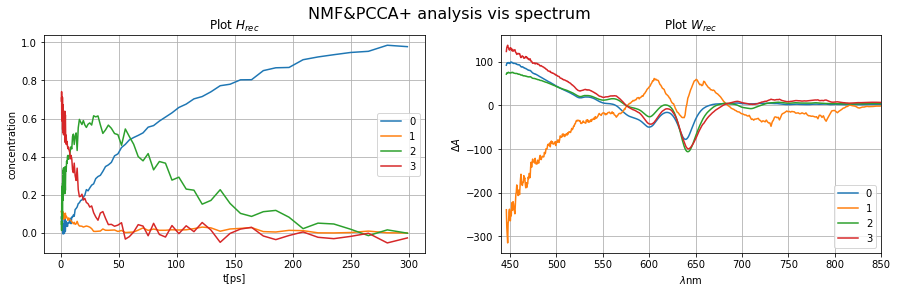 NMF&PCCA+ analysis vis spectrum
Plot H_rec
Plot W_rec
concentration
1.0
0.8
0.6
0.4
0.2
0.0
0
1
2
3
0 50 100 150 200 250 300
t[ps]
ΔA
100
0
−100
−200
−300
0
1
2
3
450 500 550 600 650 700 750 800 850
λnm